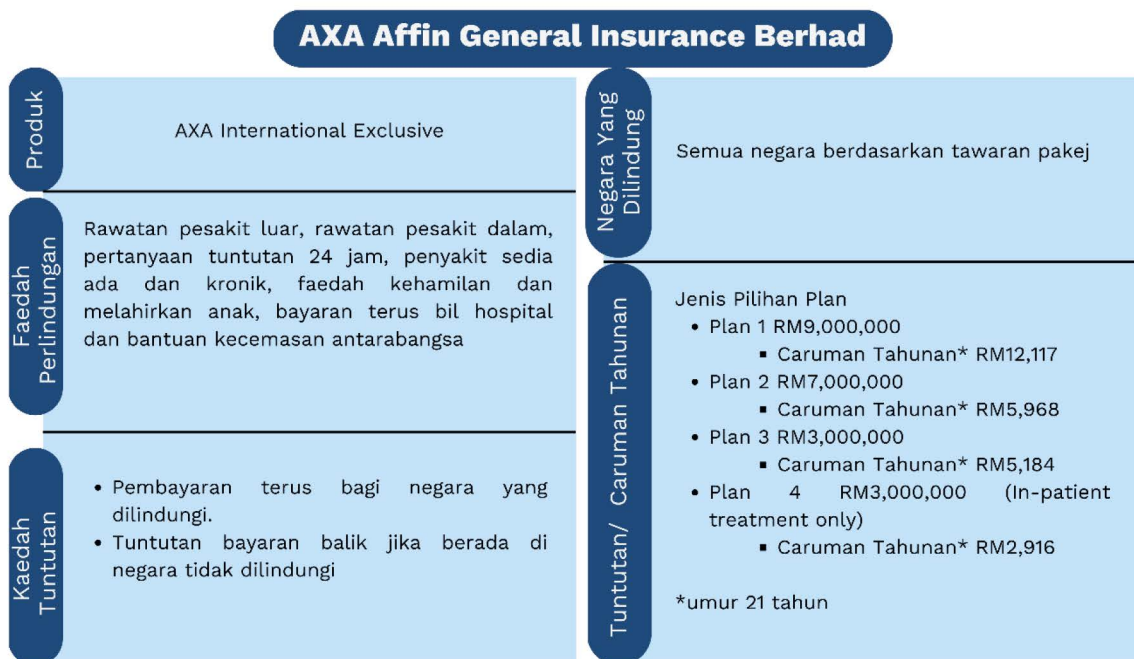 AXA Affin General Insurance Berhad
Produk
AXA International Exclusive
Faedah
Perlindungan
Rawatan pesakit luar, rawatan pesakit dalam,
pertanyaan tuntutan 24 jam, penyakit sedia
ada dan kronik, faedah kehamilan dan
melahirkan anak, bayaran terus bil hospital
dan bantuan kecemasan antarabangsa
Kaedah
Tuntutan
• Pembayaran terus bagi negara yang
dilindungi.
• Tuntutan bayaran balik jika berada di
negara tidak dilindungi
Negara Yang
Dilindung
Semua negara berdasarkan tawaran pakej
Tuntutan/ Caruman Tahunan
Jenis Pilihan Plan
• Plan 1 RM9,000,000
▪ Caruman Tahunan* RM12,117
• Plan 2 RM7,000,000
▪ Caruman Tahunan* RM5,968
• Plan 3 RM3,000,000
▪ Caruman Tahunan* RM5,184
• Plan 4 RM3,000,000 (In-patient
treatment only)
▪ Caruman Tahunan* RM2,916
*umur 21 tahun